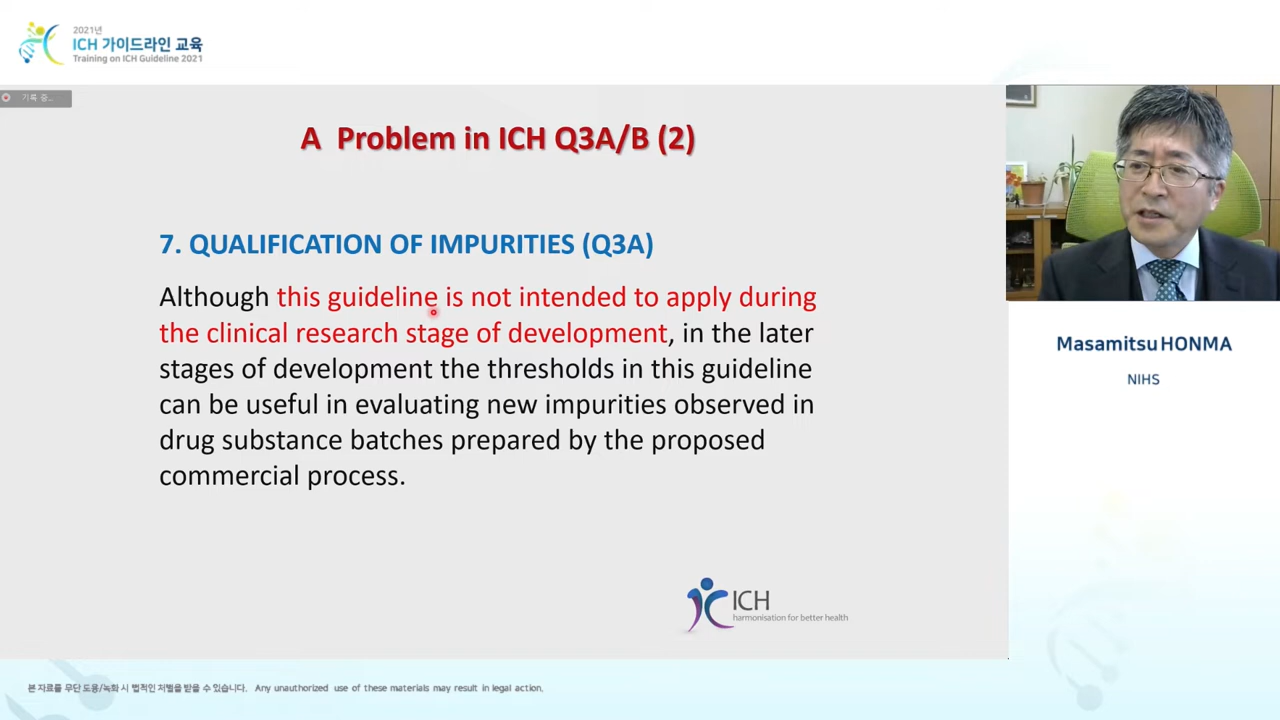 2021년
ICH 가이드라인 교육
Training on ICH Guideline 2021
기록 중...
A Problem in ICH Q3A/B (2)
7. QUALIFICATION OF IMPURITIES (Q3A)
Although this guideline is not intended to apply during
the clinical research stage of development, in the later
stages of development the thresholds in this guideline
can be useful in evaluating new impurities observed in
drug substance batches prepared by the proposed
commercial process.
ICH
harmonisation for better health
Masamitsu HONMA
NIHS
본 자료를 무단 도용/녹화 시 법적인 처벌을 받을 수 있습니다. Any unauthorized use of these materials may result in legal action.